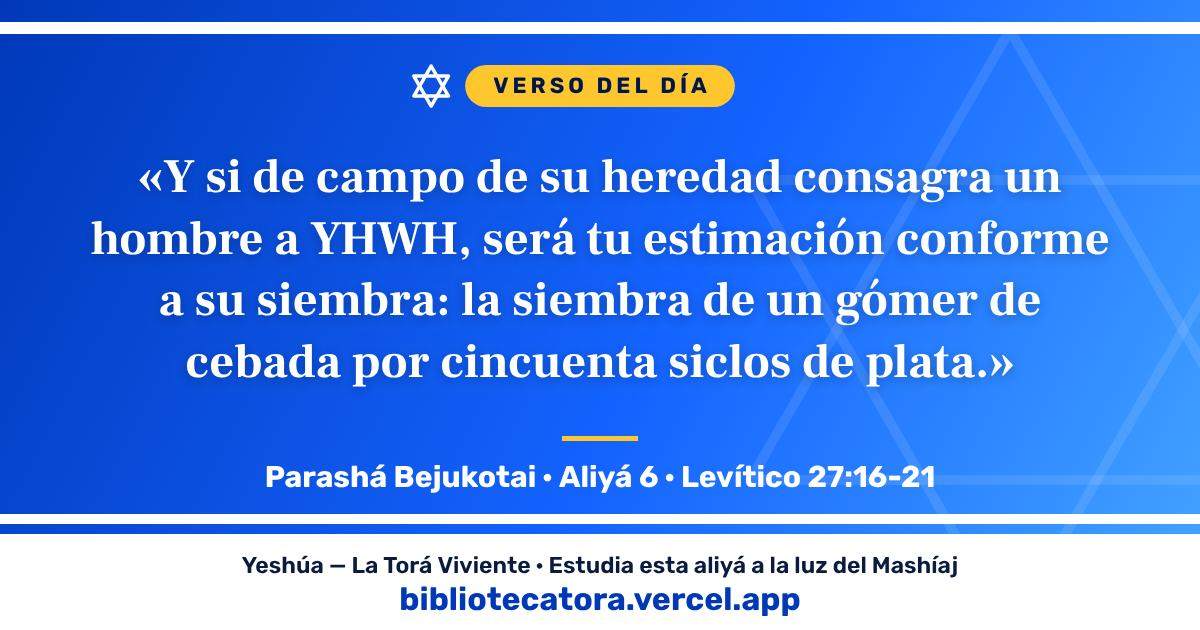 VERSO DEL DÍA
«Y si de campo de su heredad consagra un
hombre a YHWH, será tu estimación conforme
a su siembra: la siembra de un gómer de
cebada por cincuenta siclos de plata.»
Parashá Bejukotai • Aliyá 6 • Levítico 27:16-21
Yeshúa — La Torá Viviente • Estudia esta aliyá a la luz del Mashíaj
bibliotecatora.vercel.app